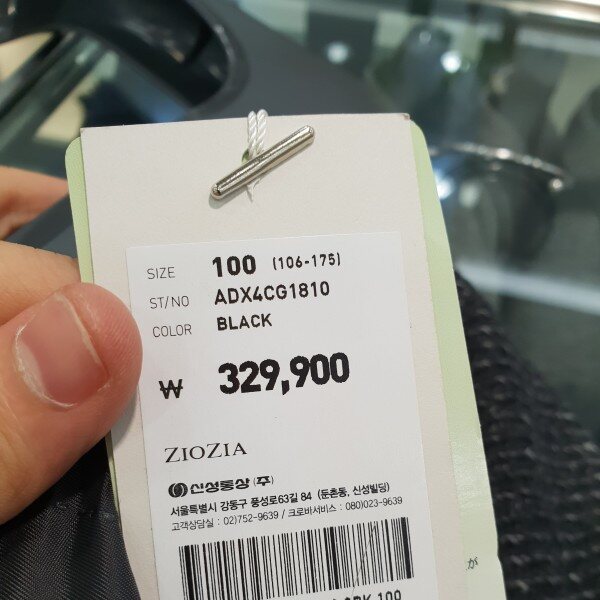 SIZE 100 (106-175)
ST/NO ADX4CG1810
COLOR BLACK
₩ 329,900
ZIOZIA
신성통상 (주)
서울특별시 강동구 풍성로63길 84 (둔촌동, 신성빌딩)
고객상담실 : 02)752-9639 / 크로바서비스 : 080)023-9639
100
が